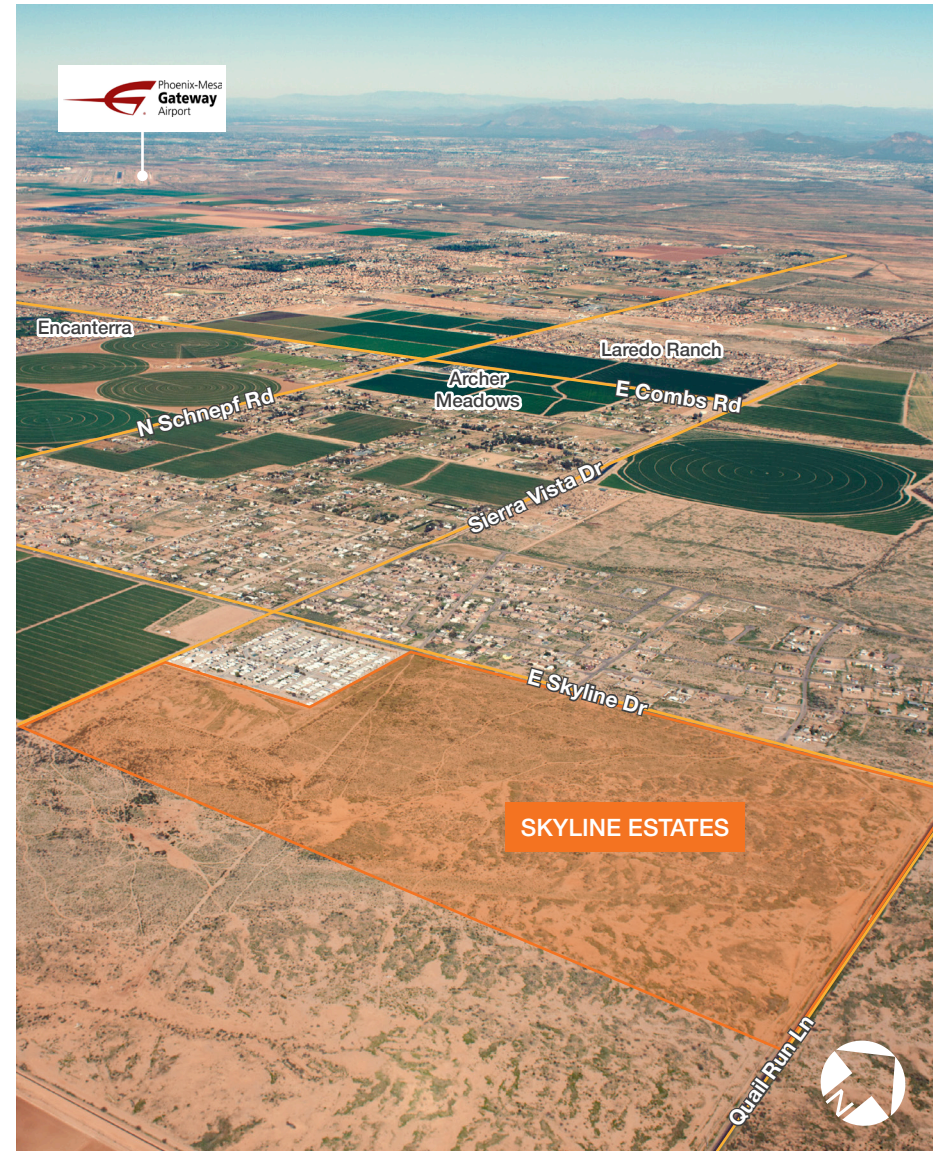 Phoenix-Mesa
Gateway
Airport
Encanterra
Laredo Ranch
Archer
Meadows
E Combs Rd
N Schnepf Rd
Sierra Vista Dr
E Skyline Dr
SKYLINE ESTATES
Quail Run Ln
N